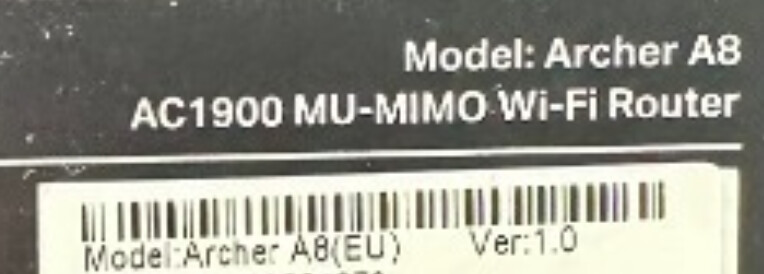 Model: Archer A8
AC1900 MU-MIMO Wi-Fi Router
Model:Archer A8(EU) Ver:1.0